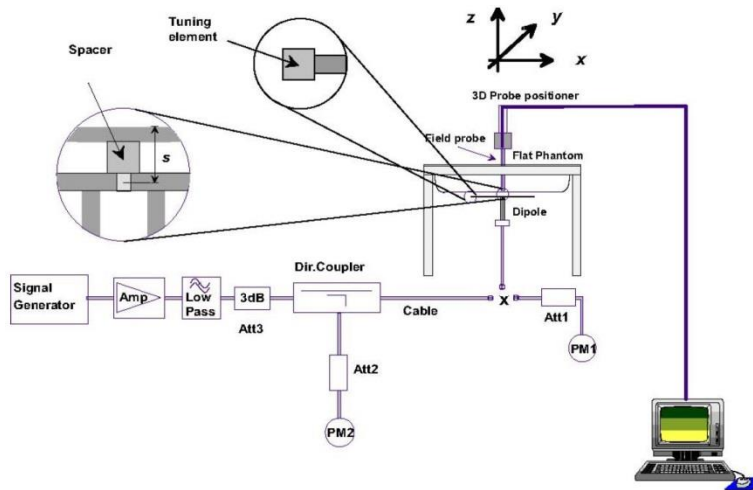 Tuning
element
Spacer
s
z
y
x
3D Probe positioner
Field probe
Flat Phantom
Dipole
Signal
Generator
Amp
Low
Pass
3dB
Att3
Dir.Coupler
Cable
x
Att1
PM1
Att2
PM2